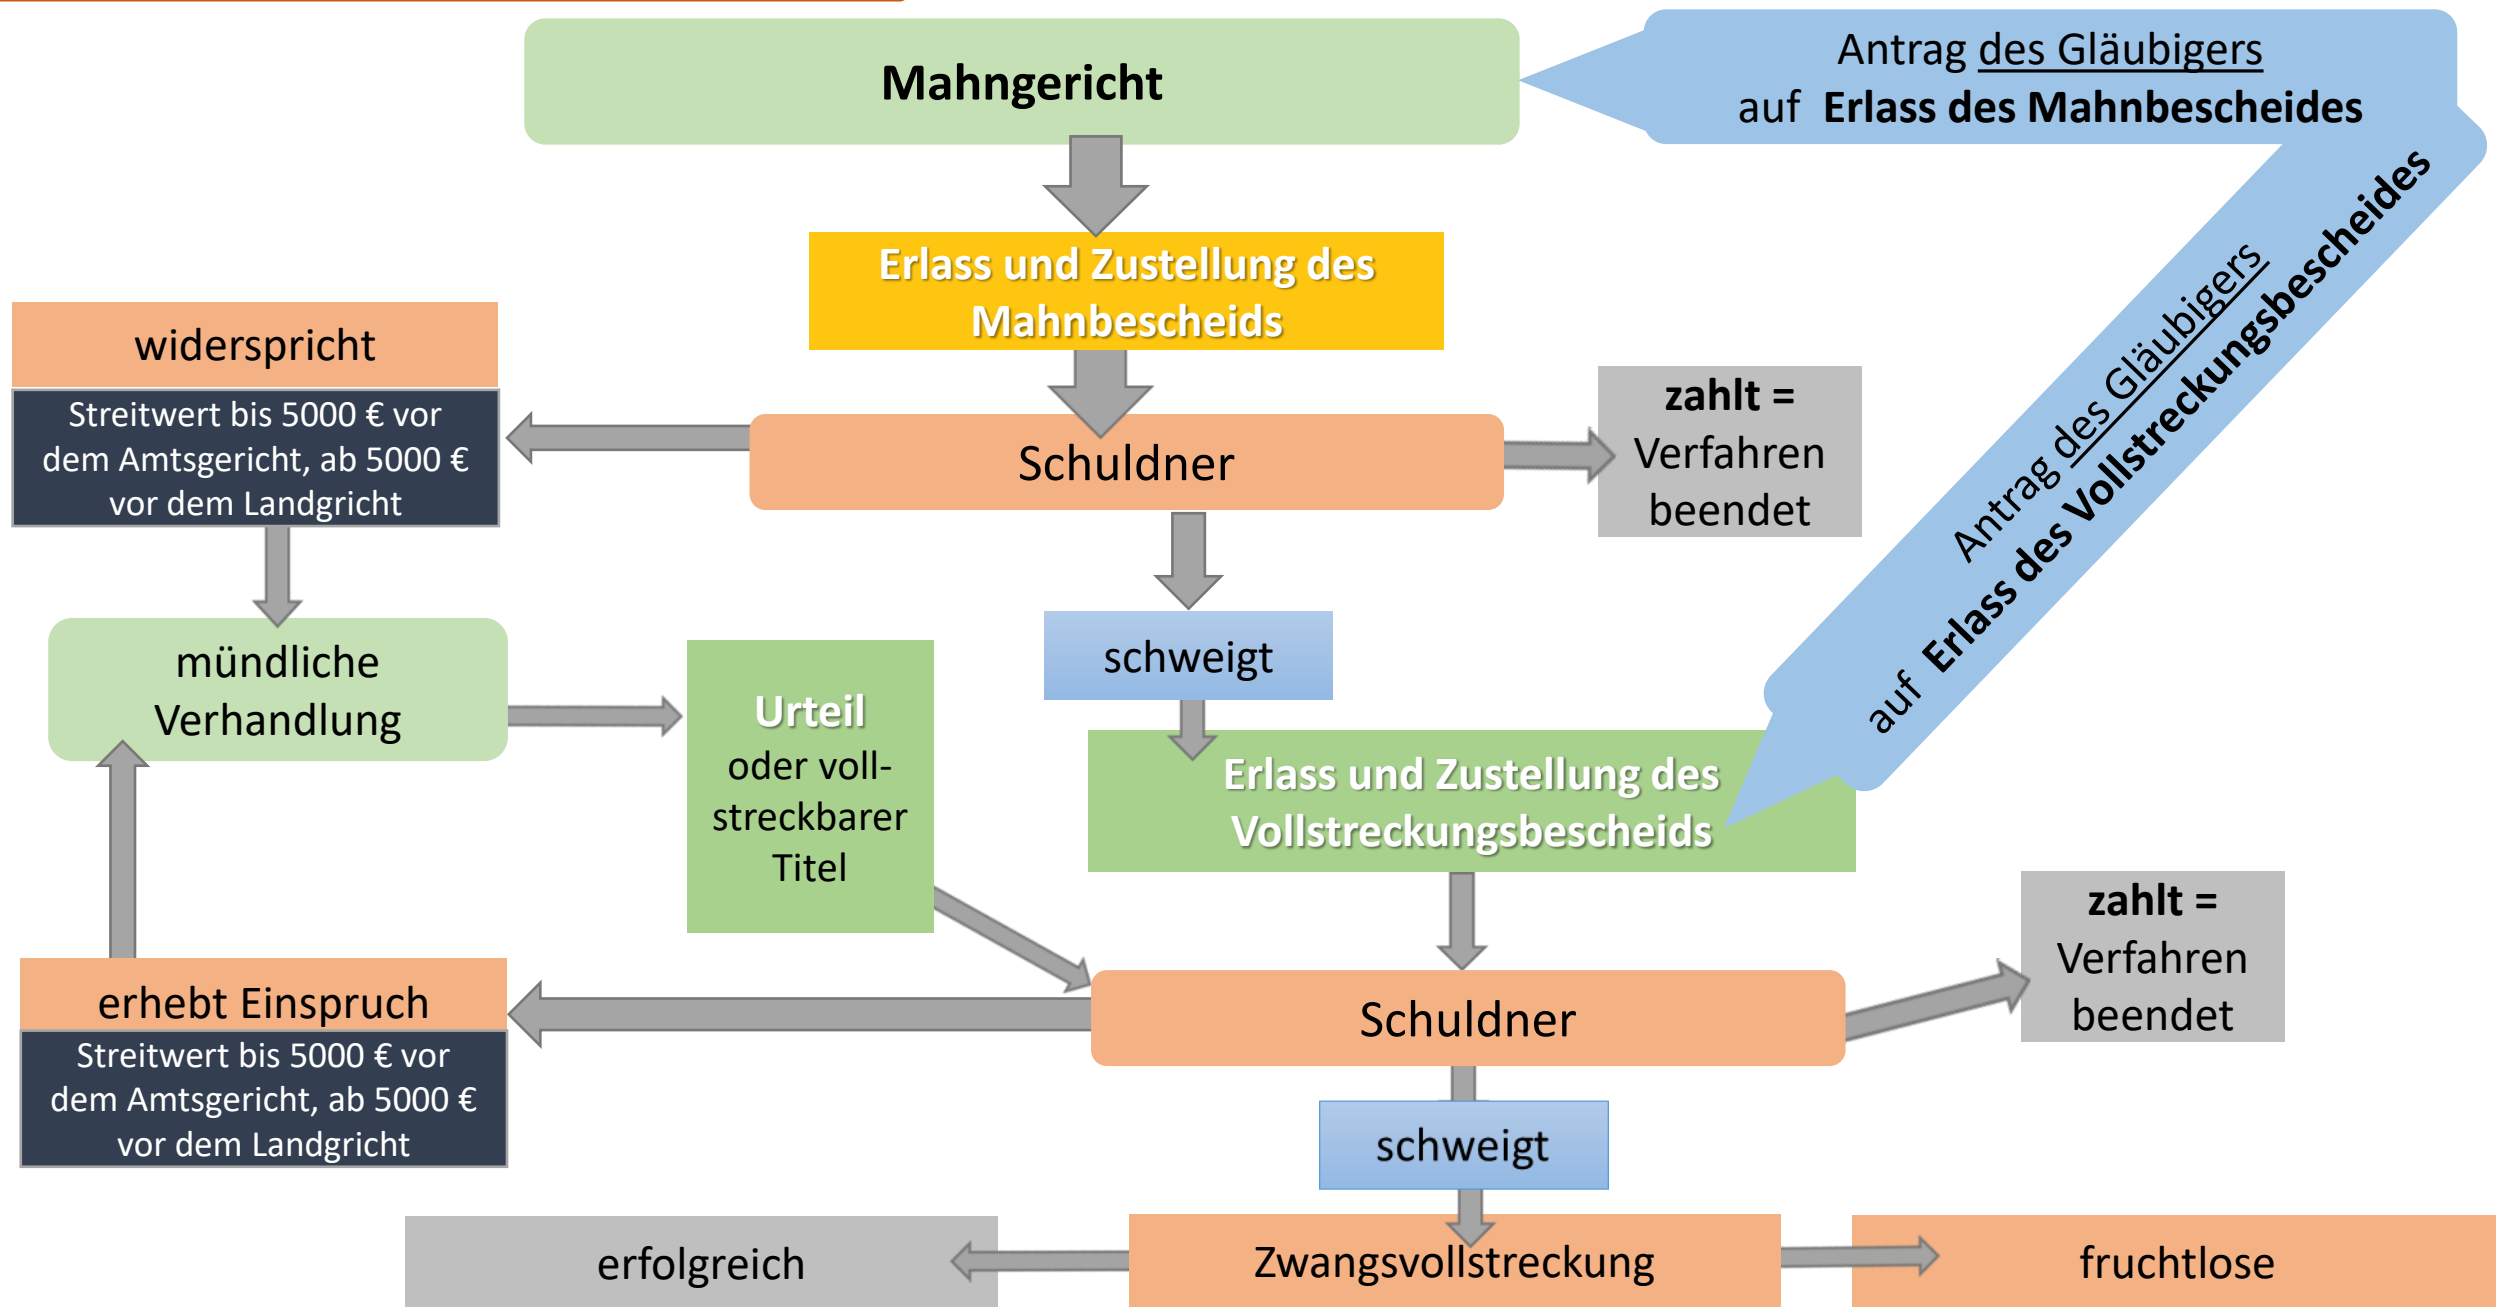 Mahngericht
Antrag des Gläubigers
auf Erlass des Mahnbescheides
Erlass und Zustellung des
Mahnbescheids
widerspricht
Streitwert bis 5000 € vor
dem Amtsgericht, ab 5000 €
vor dem Landgricht
Schuldner
zahlt =
Verfahren
beendet
Antrag des Gläubigers
auf Erlass des Vollstreckungsbescheides
schweigt
mündliche
Verhandlung
Urteil
oder voll-
streckbarer
Titel
Erlass und Zustellung des
Vollstreckungsbescheids
erhebt Einspruch
Streitwert bis 5000 € vor
dem Amtsgericht, ab 5000 €
vor dem Landgricht
Schuldner
zahlt =
Verfahren
beendet
schweigt
erfolgreich
Zwangsvollstreckung
fruchtlose